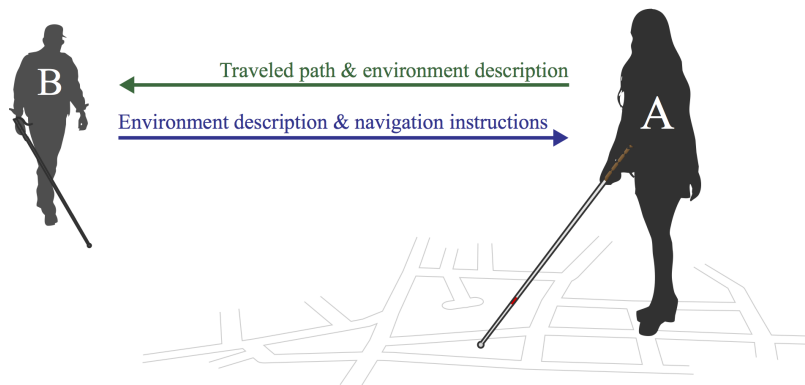 B
Traveled path & environment description
Environment description & navigation instructions
A